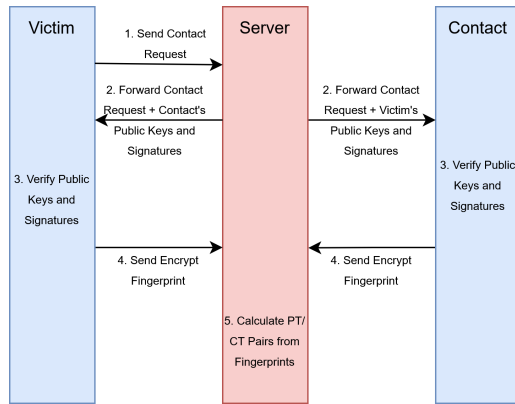 Victim
Server
Contact
1. Send Contact
Request
2. Forward Contact
Request + Contact's
Public Keys and
Signatures
2. Forward Contact
Request + Victim's
Public Keys and
Signatures
3. Verify Public
Keys and
Signatures
3. Verify Public
Keys and
Signatures
4. Send Encrypt
Fingerprint
4. Send Encrypt
Fingerprint
5. Calculate PT/
CT Pairs from
Fingerprints